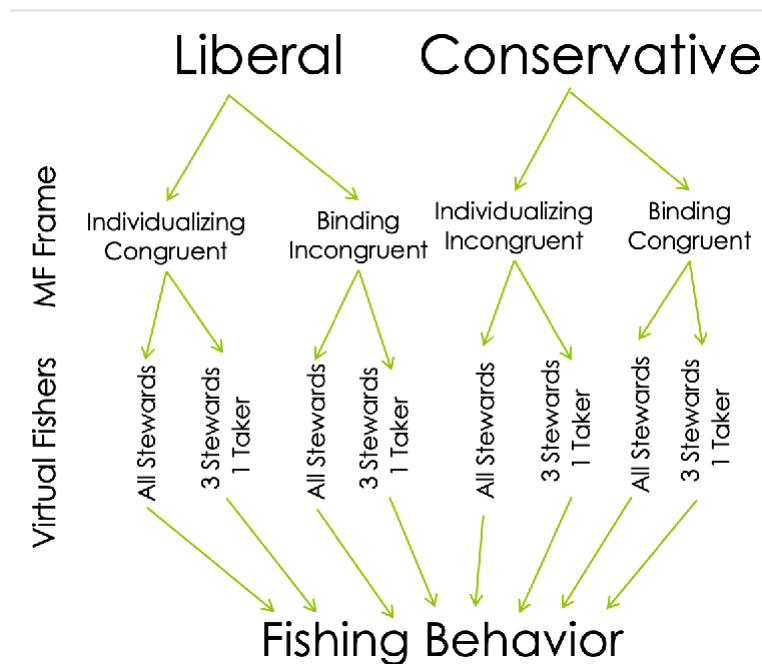 Liberal
Conservative
MF Frame
Individualizing
Congruent
Binding
Incongruent
Individualizing
Incongruent
Binding
Congruent
Virtual Fishers
All Stewards
3 Stewards
1 Taker
All Stewards
3 Stewards
1 Taker
All Stewards
3 Stewards
1 Taker
All Stewards
3 Stewards
1 Taker
Fishing Behavior